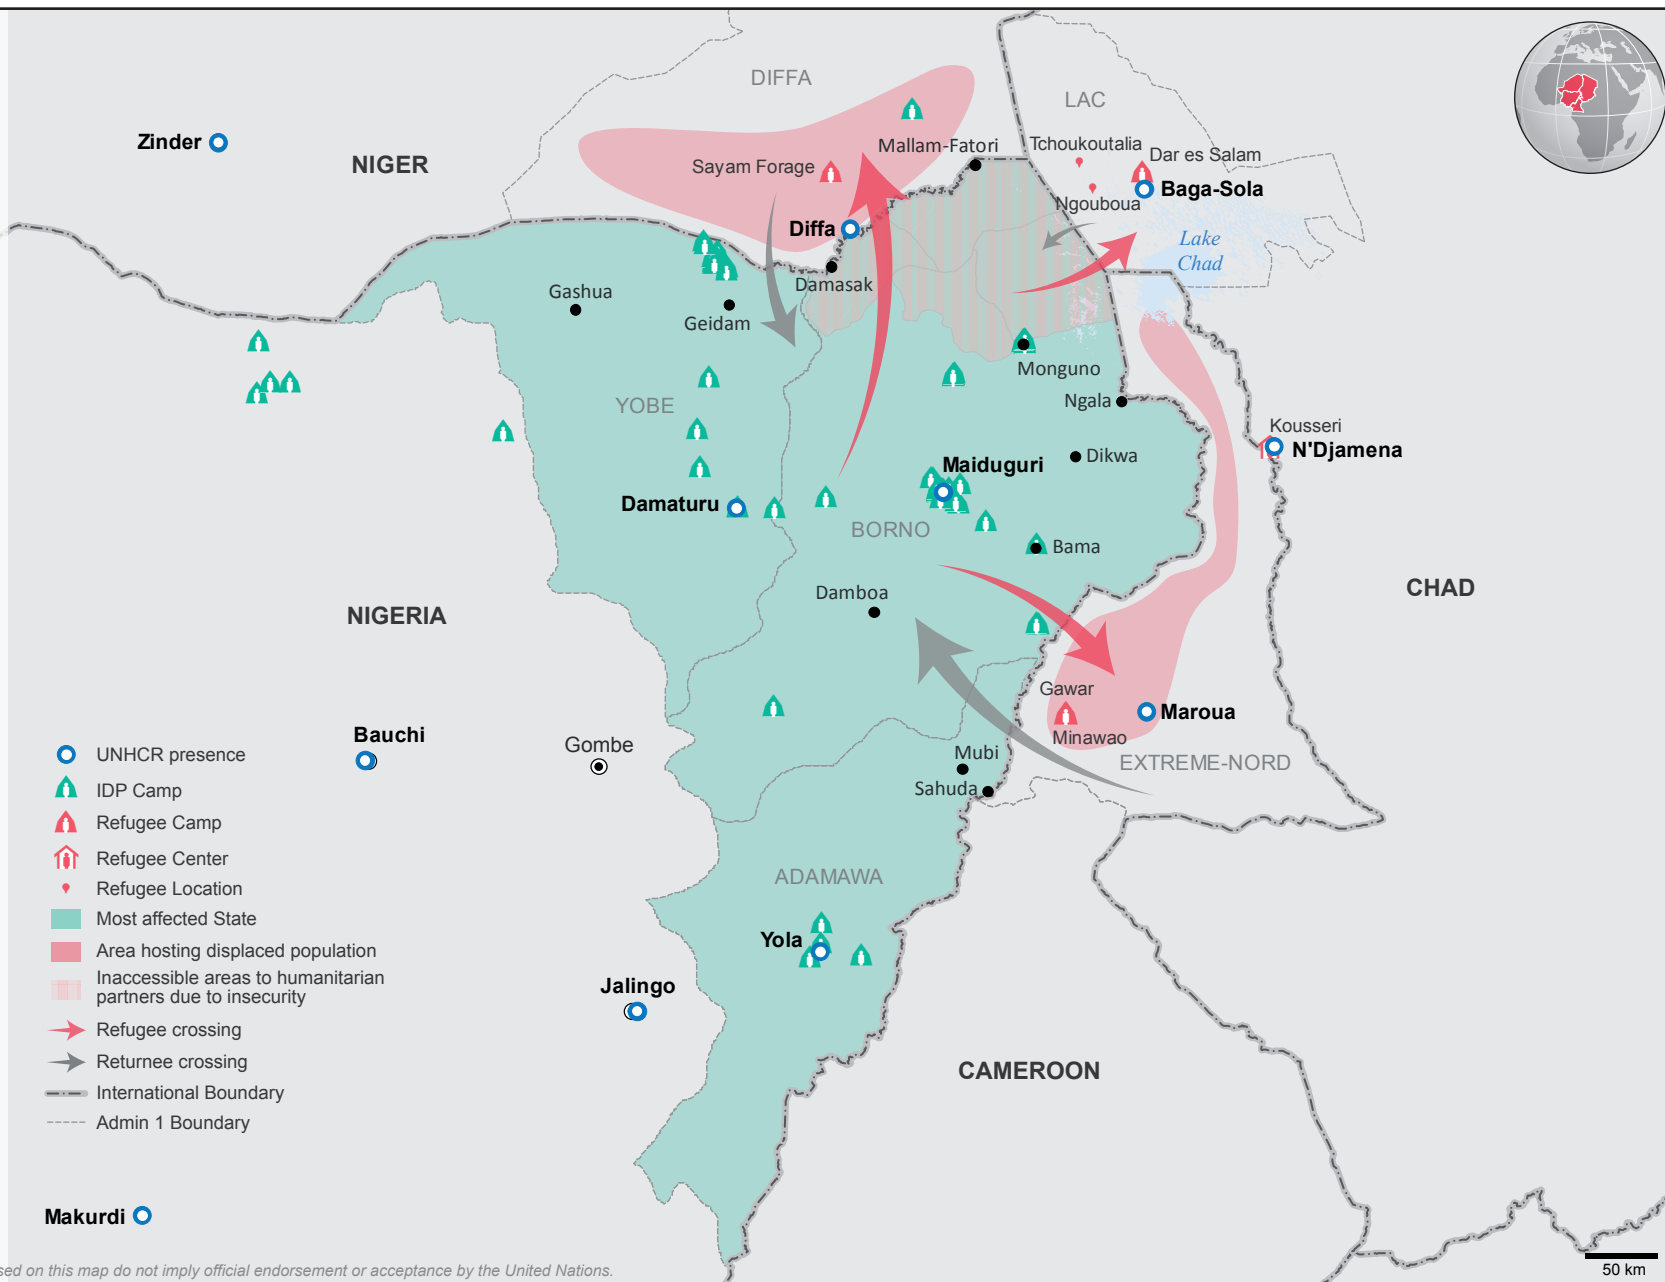 DIFFA
LAC
Zinder
NIGER
Mallam-Fatori
Tchoukoutalia
Dar es Salam
Sayam Forage
Baga-Sola
Ngouboua
Diffa
Lake
Chad
Damasak
Gashua
Geidam
Monguno
Ngala
YOBE
Kousseri
N'Djamena
Maiduguri
Dikwa
Damaturu
BORNO
Bama
Damboa
CHAD
NIGERIA
Gawar
Maroua
Minawao
Bauchi
Gombe
Mubi
EXTREME-NORD
Sahuda
ADAMAWA
Yola
Jalingo
CAMEROON
UNHCR presence
IDP Camp
Refugee Camp
Refugee Center
Refugee Location
Most affected State
Area hosting displaced population
Inaccessible areas to humanitarian
partners due to insecurity
Refugee crossing
Returnee crossing
International Boundary
Admin 1 Boundary
Makurdi
sed on this map do not imply official endorsement or acceptance by the United Nations.
50 km